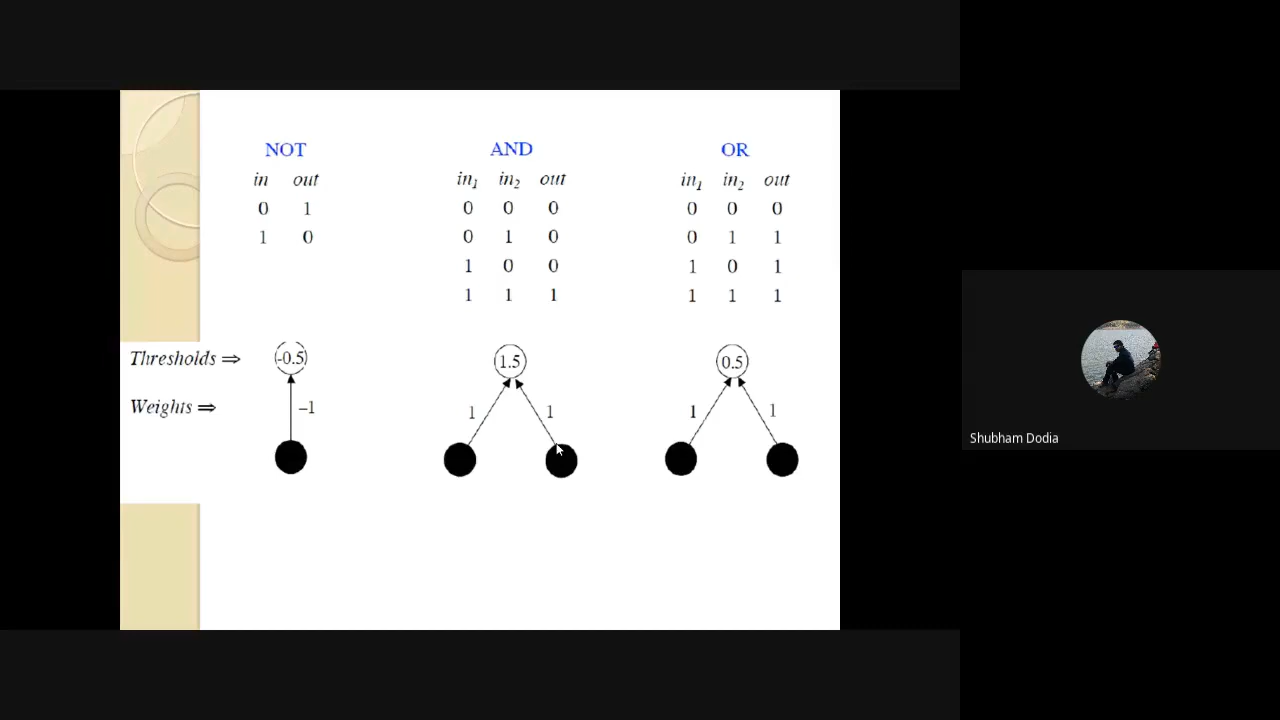 NOT AND OR
in out in1 in2 out in1 in2 out
0 1 0 0 0 0 0 0
1 0 0 1 0 0 1 1
1 0 0 1 0 1
1 1 1 1 1 1
Thresholds ⇒ -0.5 1.5 0.5
Weights ⇒ –1 1 1 1 1
Shubham Dodia